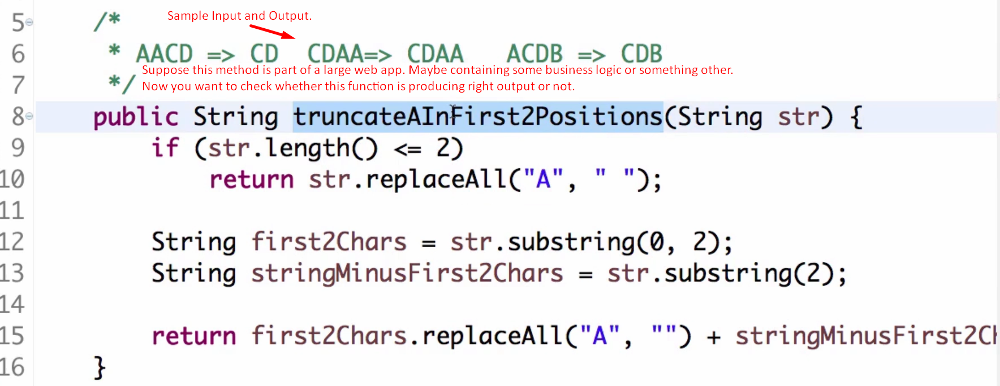 Sample Input and Output.
5 /*
6 * AACD => CD CDAA=> CDAA ACDB => CDB
Suppose this method is part of a large web app. Maybe containing some business logic or something other.
7 */
Now you want to check whether this function is producing right output or not.
8 public String truncateAInFirst2Positions(String str) {
9 if (str.length() <= 2)
10 return str.replaceAll("A", " ");
11
12 String first2Chars = str.substring(0, 2);
13 String stringMinusFirst2Chars = str.substring(2);
14
15 return first2Chars.replaceAll("A", "") + stringMinusFirst2Ch
16 }